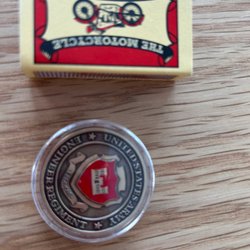 THE MOTORCYCLE
UNITED STATES ARMY
ENGINEER REGIMENT